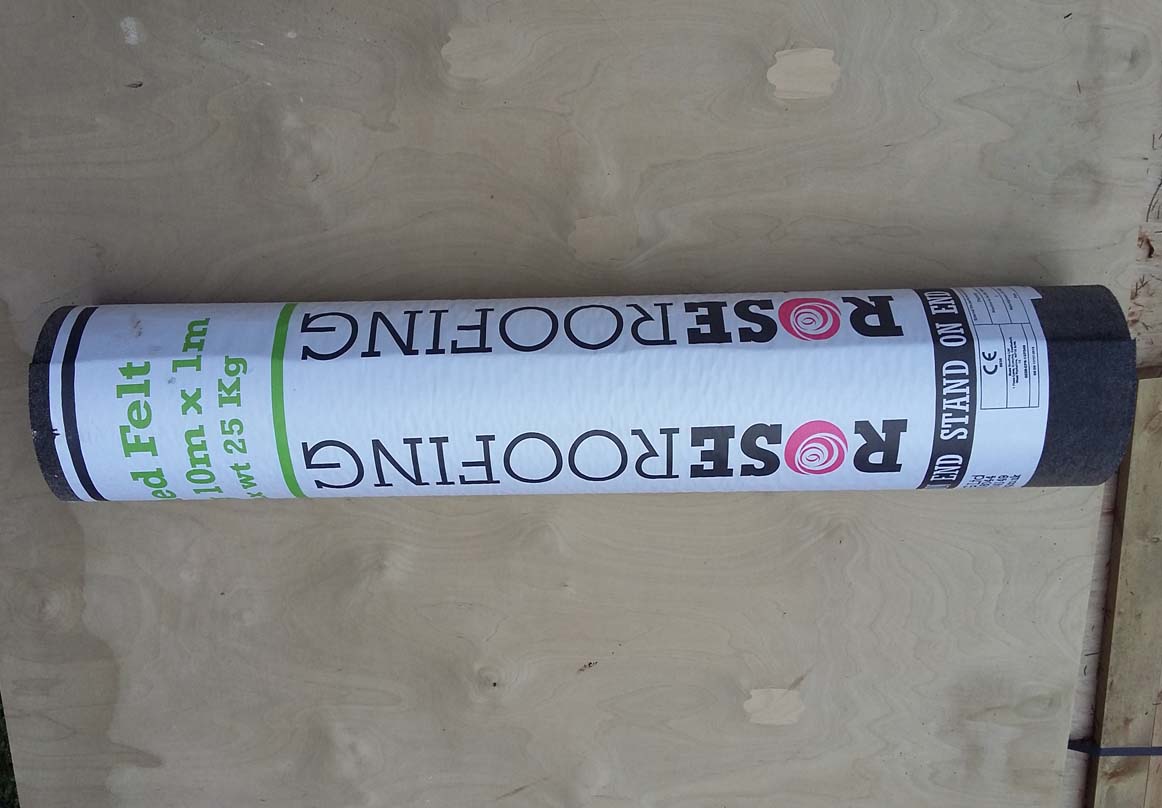 ROSEROOFING
ROSEROOFING
ed Felt
10m x 1m
wt 25 Kg
END STAND ON END
CE